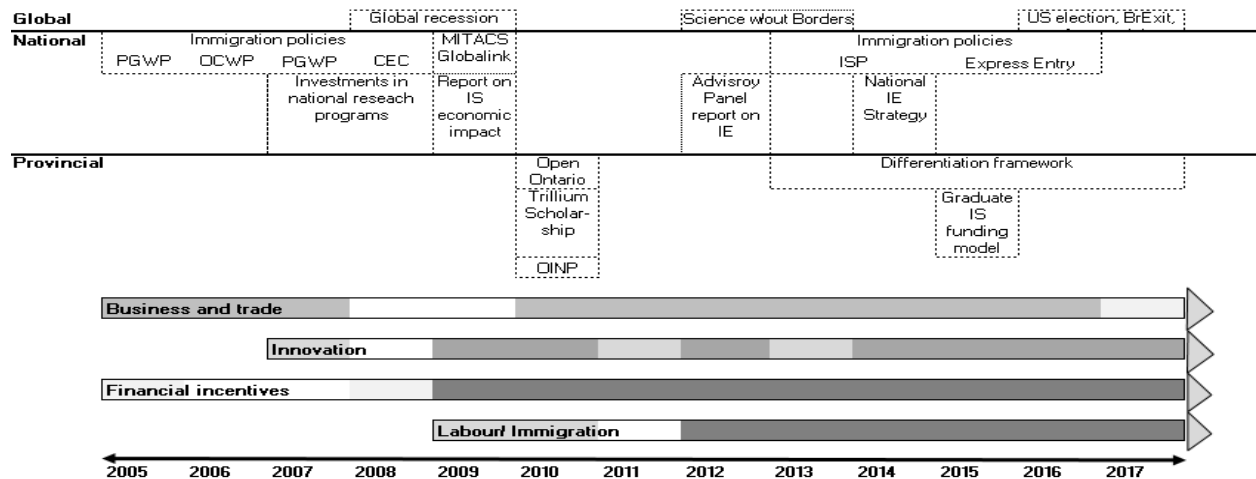 Global
Global recession
Science w/out Borders
US election, BrExit,
National
Immigration policies
PGWP OCWP PGWP CEC
MITACS
Globalink
Immigration policies
ISP Express Entry
Investments in
national reseach
programs
Report on
IS
economic
impact
Advisroy
Panel
report on
IE
National
IE
Strategy
Provincial
Open
Ontario
Trillium
Scholar-
ship
OINP
Differentiation framework
Graduate
IS
funding
model
Business and trade
Innovation
Financial incentives
Labour/ Immigration
2005 2006 2007 2008 2009 2010 2011 2012 2013 2014 2015 2016 2017